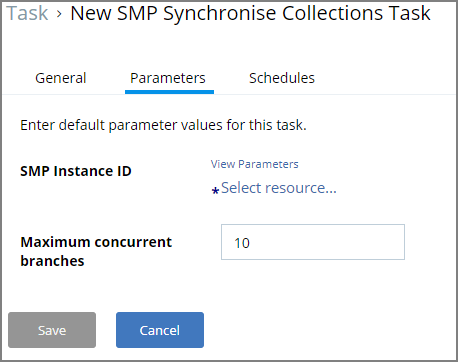 Task › New SMP Synchronise Collections Task
General Parameters Schedules
Enter default parameter values for this task.
View Parameters
SMP Instance ID
*Select resource...
Maximum concurrent
branches
10
Save Cancel